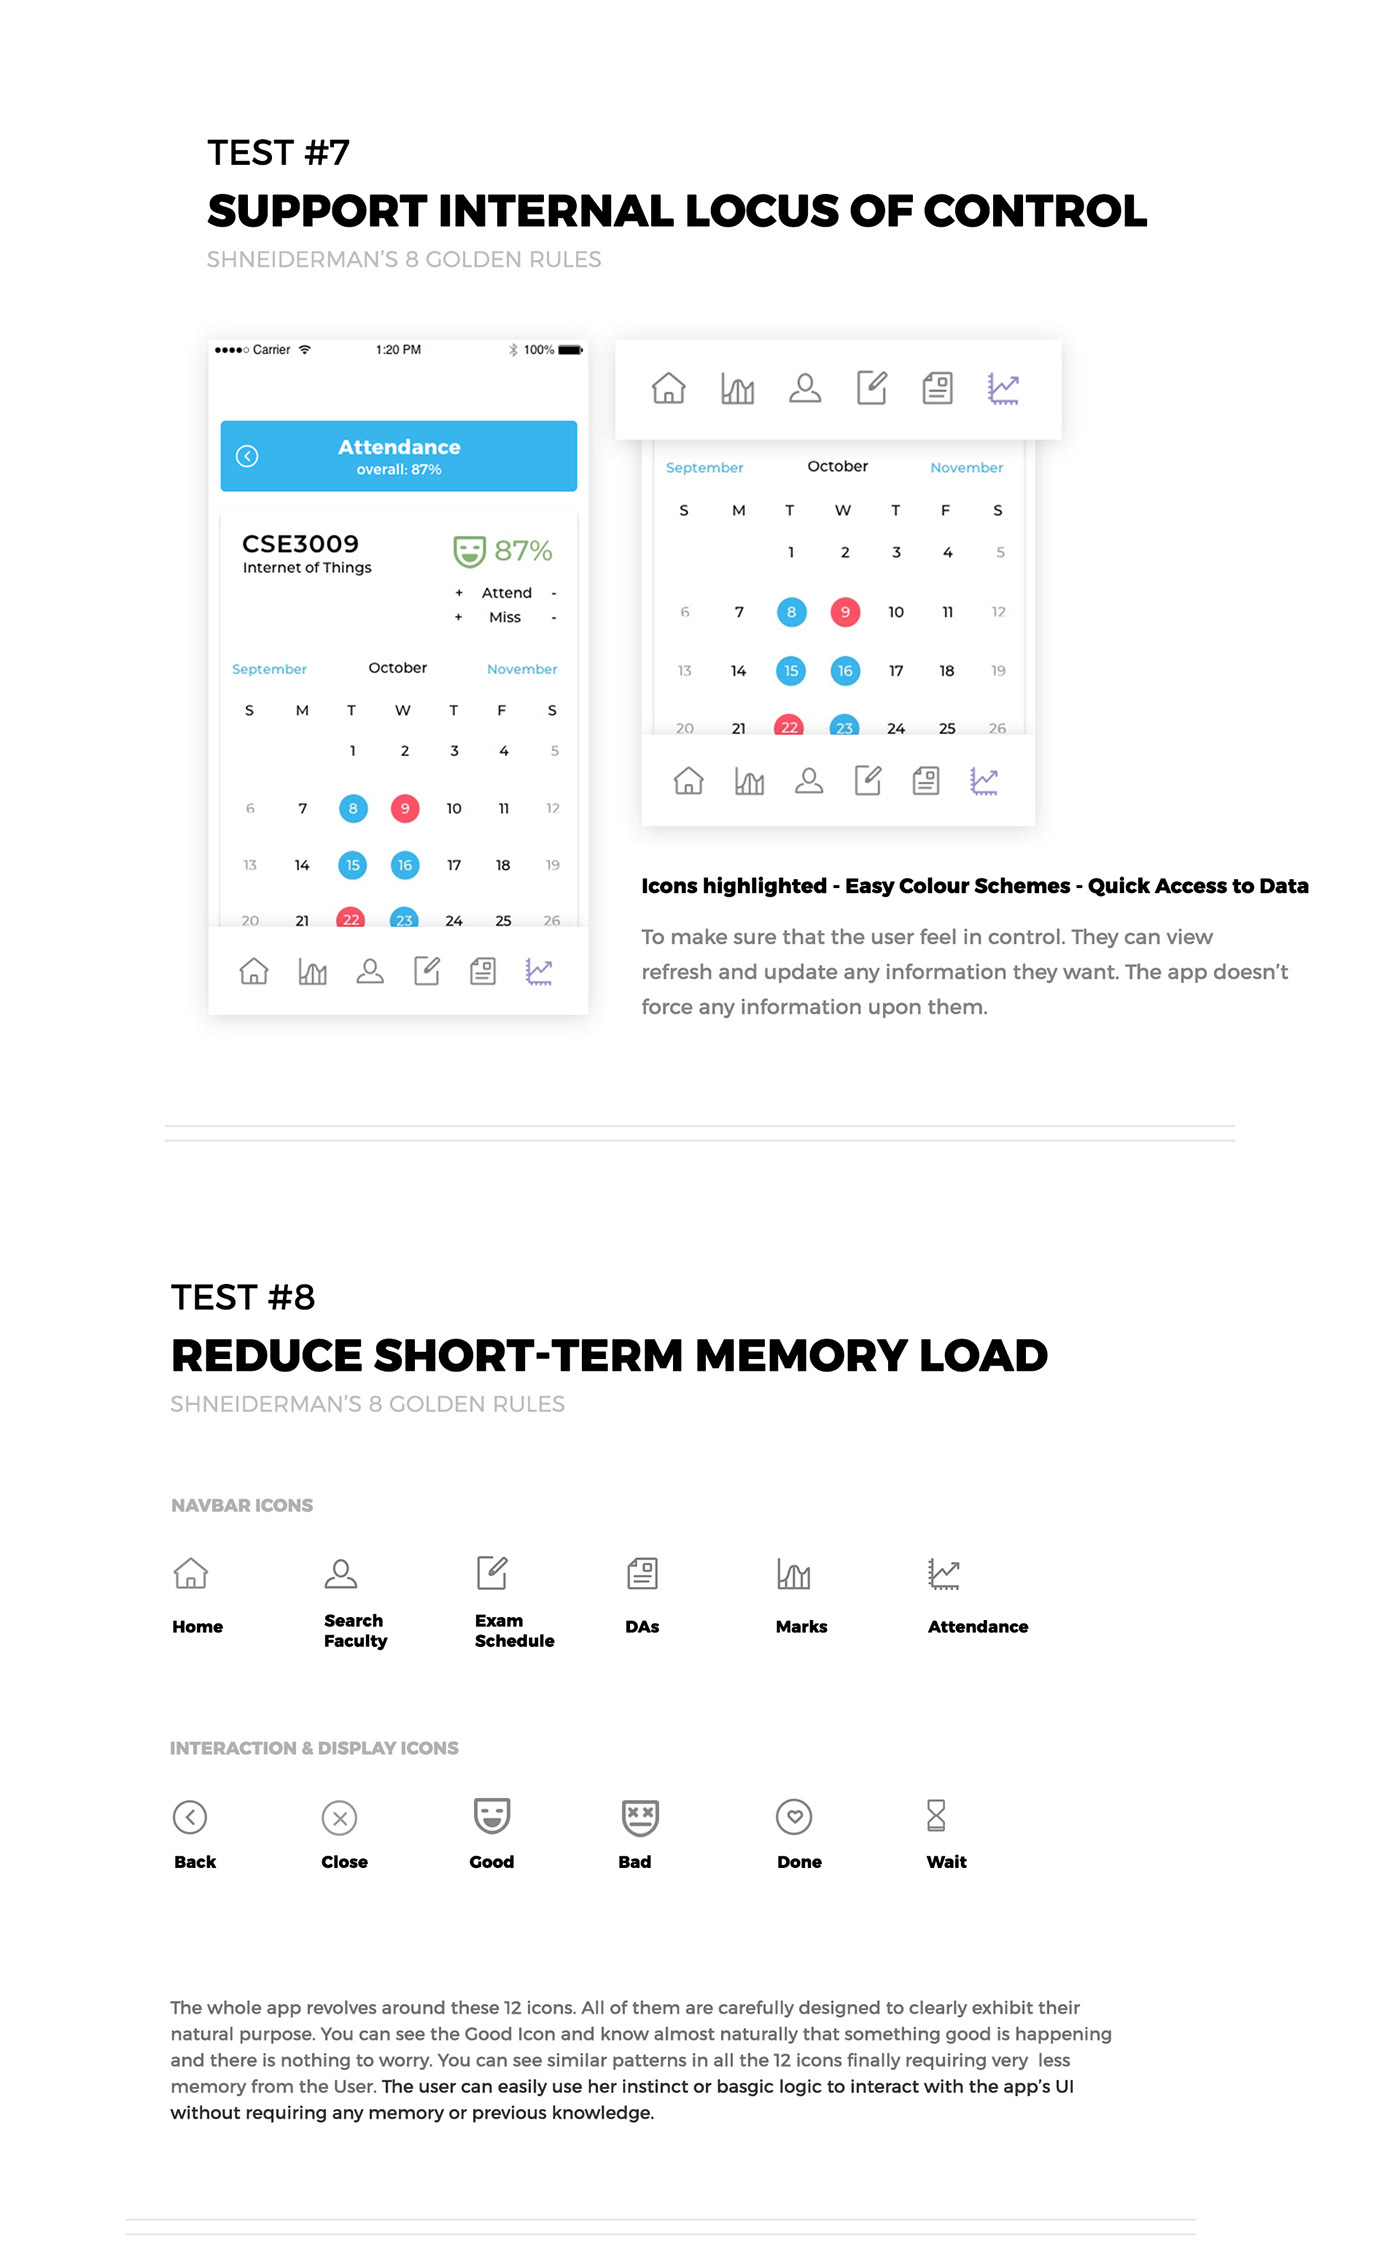 TEST #7
SUPPORT INTERNAL LOCUS OF CONTROL
SHNEIDERMAN'S 8 GOLDEN RULES
Carrier 1:20 PM 100%
Attendance
overall: 87%
CSE3009 87%
Internet of Things
+ Attend -
+ Miss -
September October November
S M T W T F S
1 2 3 4 5
6 7 8 9 10 11 12
13 14 15 16 17 18 19
20 21 22 23 24 25 26
September October November
S M T W T F S
1 2 3 4 5
6 7 8 9 10 11 12
13 14 15 16 17 18 19
20 21 22 23 24 25 26
Icons highlighted - Easy Colour Schemes - Quick Access to Data
To make sure that the user feel in control. They can view
refresh and update any information they want. The app doesn't
force any information upon them.
TEST #8
REDUCE SHORT-TERM MEMORY LOAD
SHNEIDERMAN'S 8 GOLDEN RULES
NAVBAR ICONS
Home
Search
Faculty
Exam
Schedule
DAs
Marks
Attendance
INTERACTION & DISPLAY ICONS
Back
Close
Good
Bad
Done
Wait
The whole app revolves around these 12 icons. All of them are carefully designed to clearly exhibit their
natural purpose. You can see the Good Icon and know almost naturally that something good is happening
and there is nothing to worry. You can see similar patterns in all the 12 icons finally requiring very  less
memory from the User. The user can easily use her instinct or basgic logic to interact with the app's UI
without requiring any memory or previous knowledge.